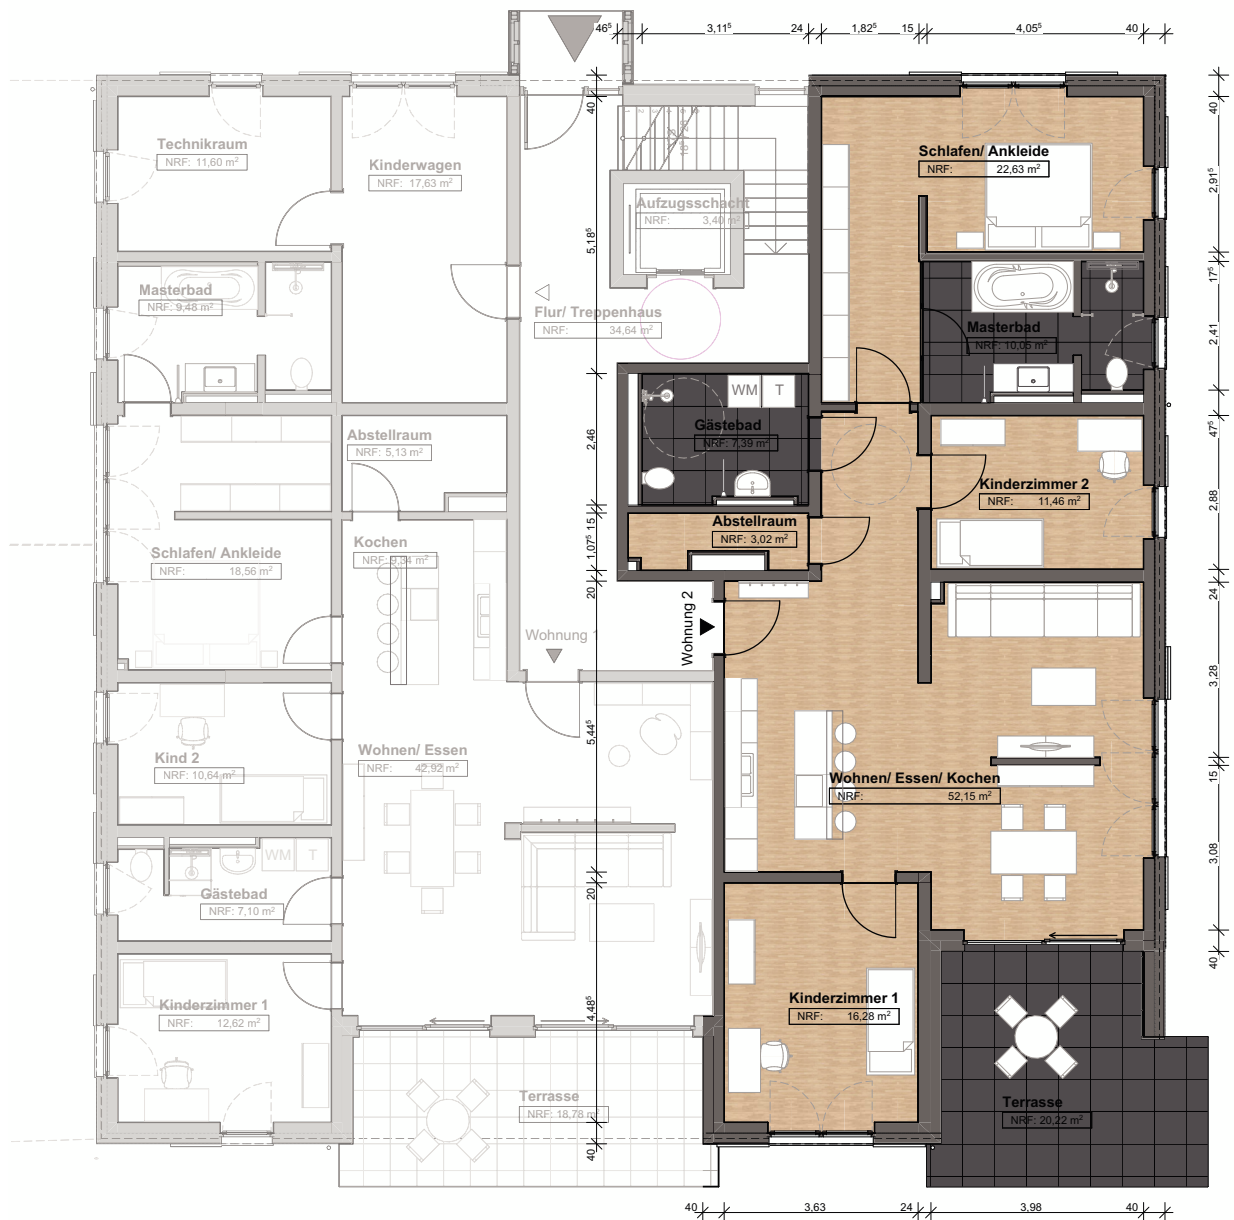 46⁵ 3,11⁵ 24 1,82⁵ 15 4,05⁵ 40
40
40
Technikraum
NRF: 11,60 m²
Kinderwagen
NRF: 17,63 m²
Schlafen/ Ankleide
NRF: 22,63 m²
2,91⁵
Aufzugsschacht
NRF: 3,40 m²
5,18⁵
17⁵
Masterbad
NRF: 9,48 m²
Flur/ Treppenhaus
NRF: 34,64 m²
Masterbad
NRF: 10,05 m²
2,41
WM T
Gästebad
NRF: 7,39 m²
2,46
47⁵
Abstellraum
NRF: 5,13 m²
Kinderzimmer 2
NRF: 11,46 m²
2,88
15
Abstellraum
NRF: 3,02 m²
1,07⁵
Kochen
NRF: 9,34 m²
Schlafen/ Ankleide
NRF: 18,56 m²
20
24
Wohnung 1
Wohnung 2
3,28
5,44⁵
Kind 2
NRF: 10,64 m²
Wohnen/ Essen
NRF: 42,92 m²
Wohnen/ Essen/ Kochen
NRF: 52,15 m²
15
WM T
3,08
Gästebad
NRF: 7,10 m²
20
40
Kinderzimmer 1
NRF: 12,62 m²
4,48⁵
Kinderzimmer 1
NRF: 16,28 m²
Terrasse
NRF: 18,78 m²
Terrasse
NRF: 20,22 m²
40
40 3,63 24 3,98 40